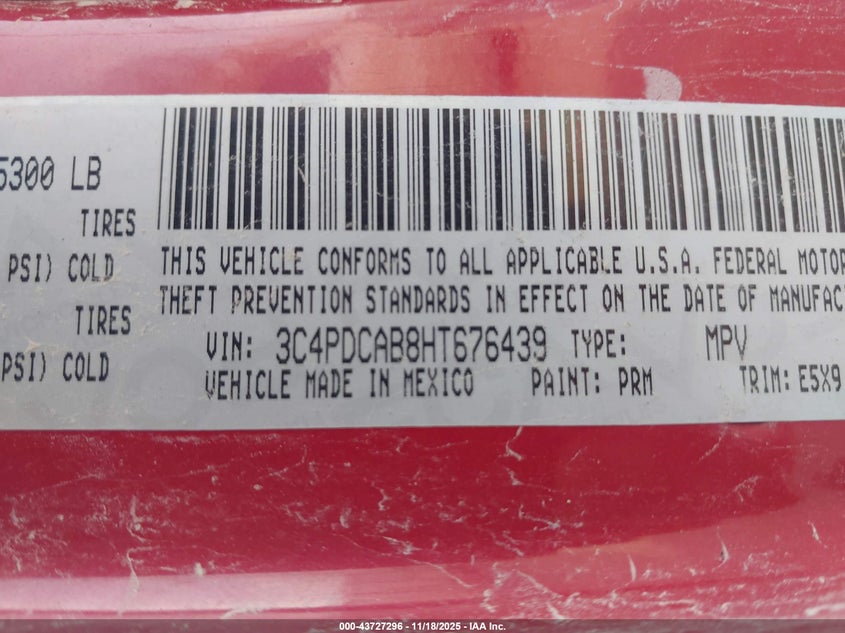 5300 LB
TIRES
PSI) COLD
TIRES
PSI) COLD
THIS VEHICLE CONFORMS TO ALL APPLICABLE U.S.A. FEDERAL MOTOR
THEFT PREVENTION STANDARDS IN EFFECT ON THE DATE OF MANUFAC
VIN: 3C4PDCAB8HT676439 TYPE: MPV
VEHICLE MADE IN MEXICO PAINT: PRM TRIM: E5X9
000-43727296 - 11/18/2025 - IAA Inc.